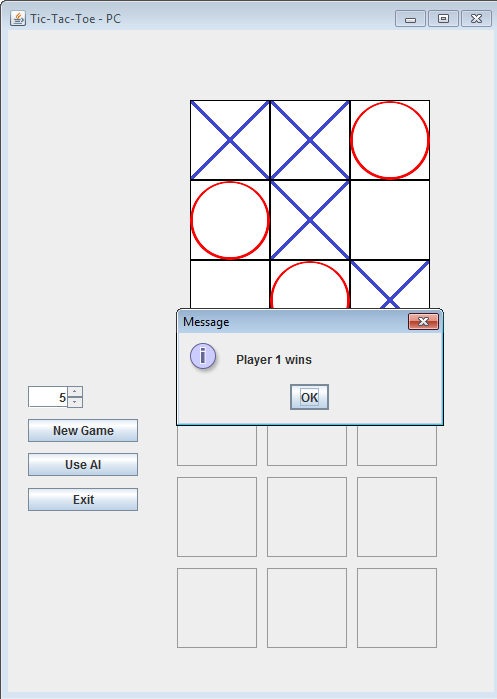 Tic-Tac-Toe - PC
Message
Player 1 wins
OK
5
New Game
Use AI
Exit